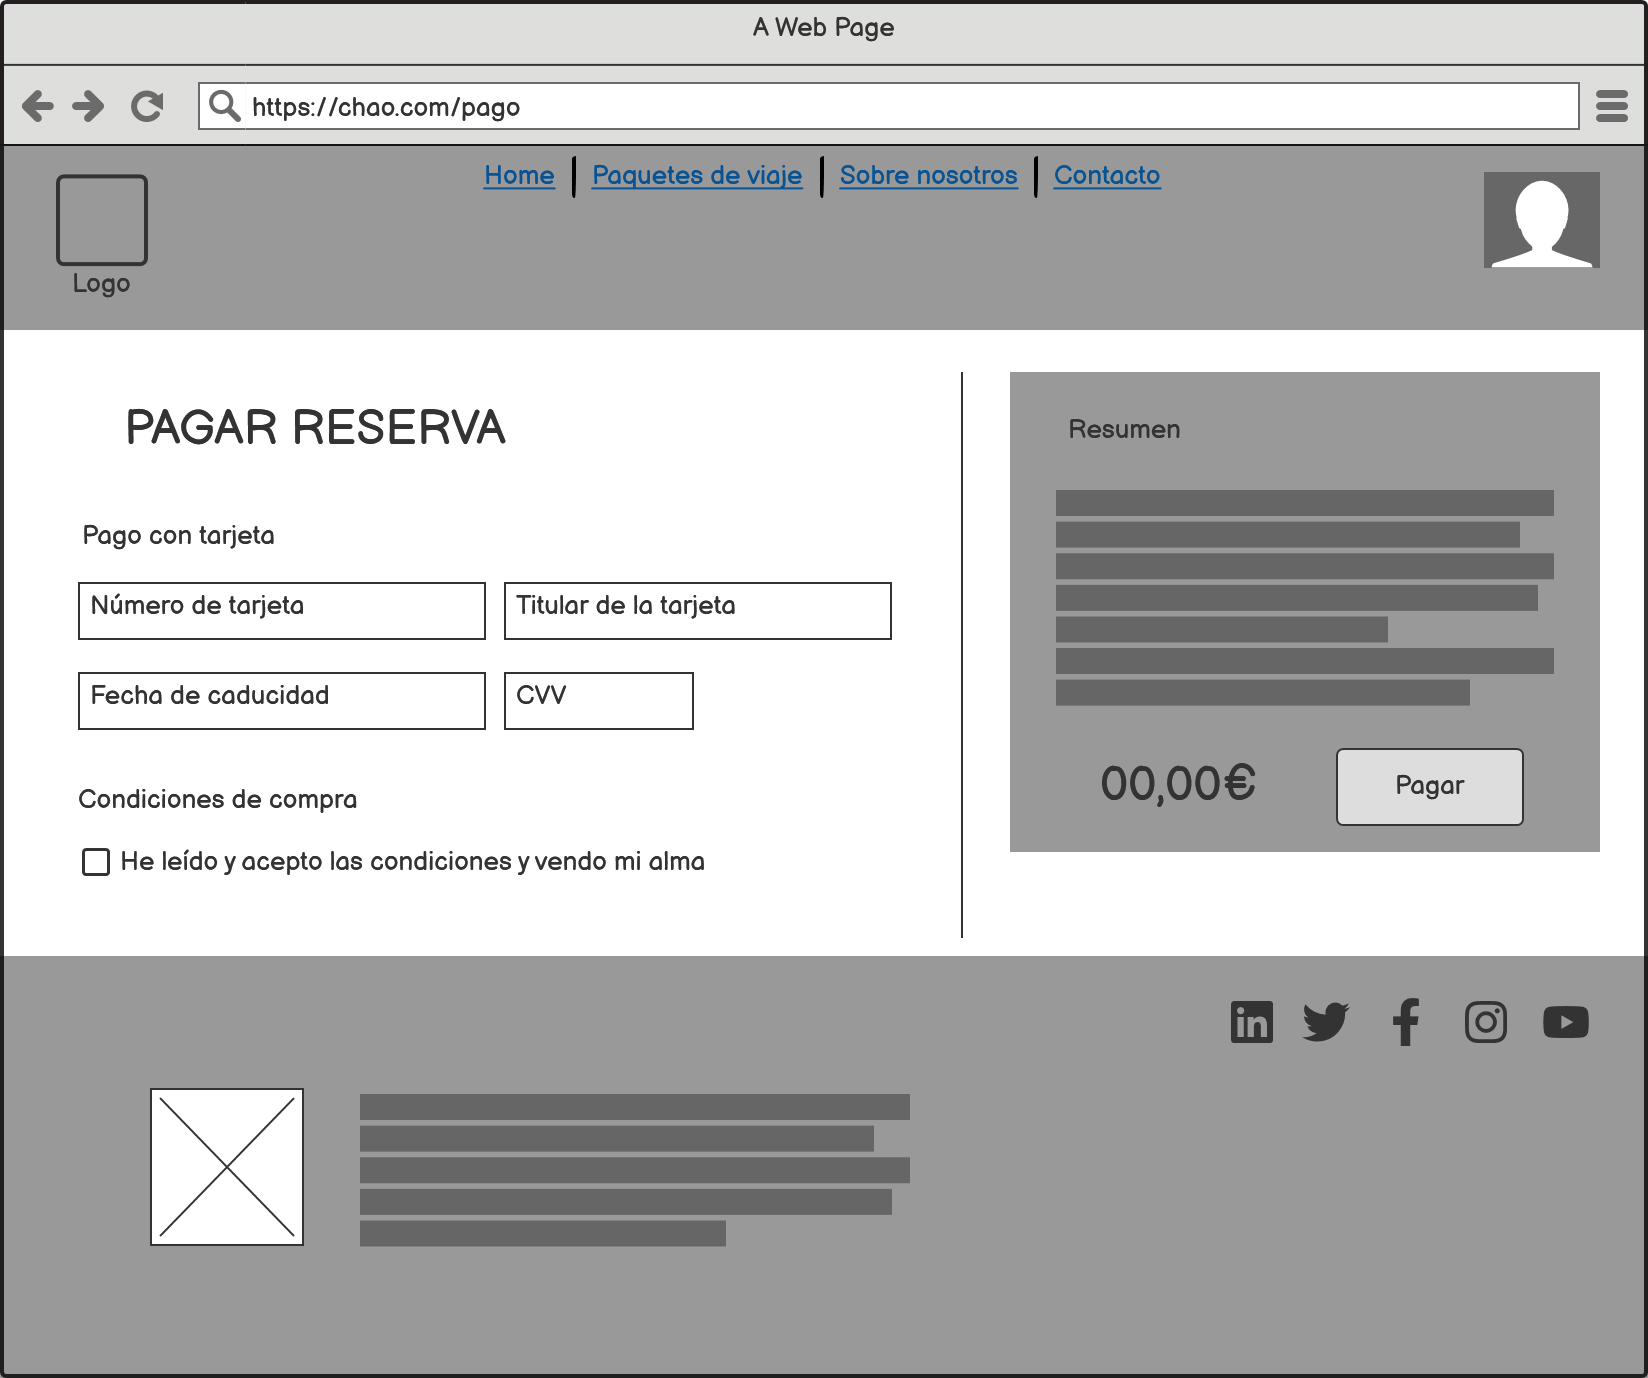 A Web Page
https://chao.com/pago
Home
Paquetes de viaje
Sobre nosotros
Contacto
Logo
PAGAR RESERVA
Pago con tarjeta
Número de tarjeta
Titular de la tarjeta
Fecha de caducidad
CVV
Condiciones de compra
He leído y acepto las condiciones y vendo mi alma
Resumen
00,00€
Pagar